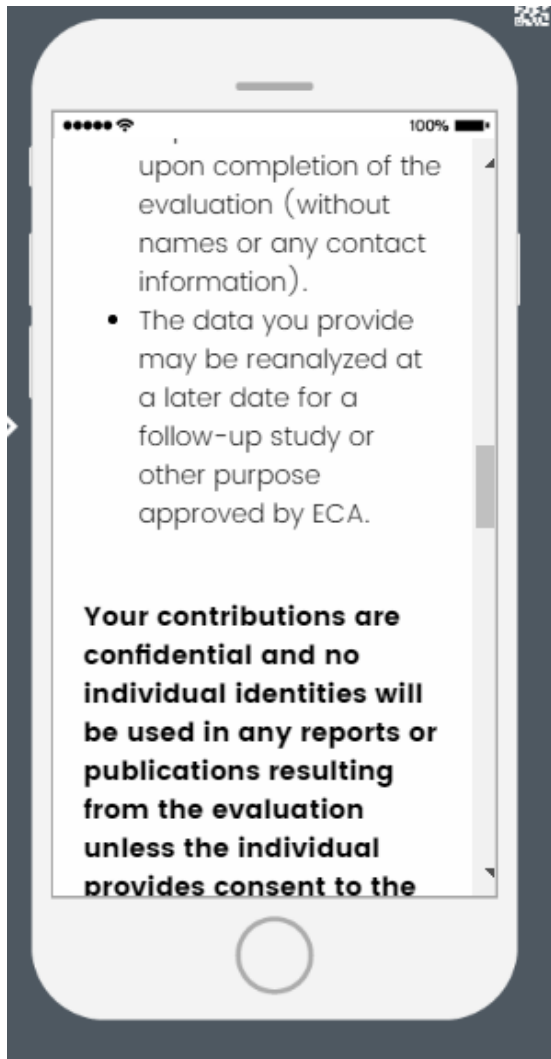 100%
upon completion of the
evaluation (without
names or any contact
information).
• The data you provide
may be reanalyzed at
a later date for a
follow-up study or
other purpose
approved by ECA.
Your contributions are
confidential and no
individual identities will
be used in any reports or
publications resulting
from the evaluation
unless the individual
provides consent to the